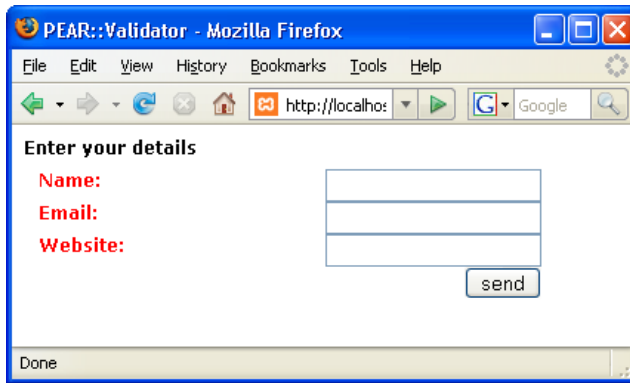 PEAR::Validator - Mozilla Firefox
File Edit View History Bookmarks Tools Help
http://localhos G Google
Enter your details
Name:
Email:
Website:
send
Done